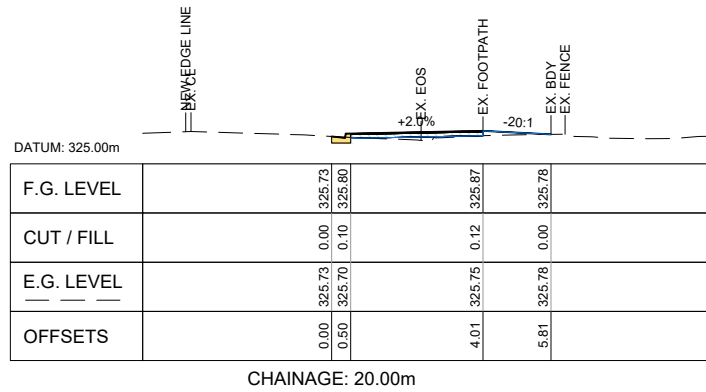 NEW EDGE LINE
EX. CL
EX. EOS
EX. FOOTPATH
EX. BDY
EX. FENCE
+2.0%
-20:1
DATUM: 325.00m
F.G. LEVEL 325.73 325.80 325.87 325.78
CUT / FILL 0.00 0.10 0.12 0.00
E.G. LEVEL 325.73 325.70 325.75 325.78
OFFSETS 0.00 0.50 4.01 5.81
CHAINAGE: 20.00m